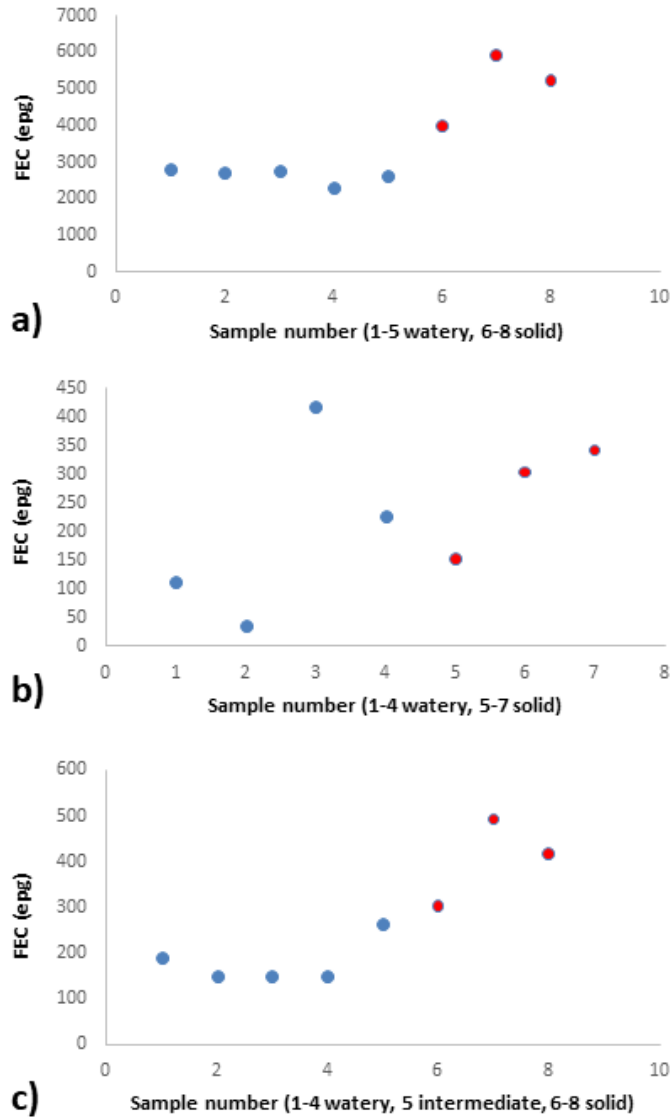 7000
6000
5000
4000
3000
2000
1000
0
FEC (epg)
0 2 4 6 8 10
a)
Sample number (1-5 watery, 6-8 solid)
450
400
350
300
250
200
150
100
50
0
FEC (epg)
0 1 2 3 4 5 6 7 8
b)
Sample number (1-4 watery, 5-7 solid)
600
500
400
300
200
100
0
FEC (epg)
0 2 4 6 8 10
c)
Sample number (1-4 watery, 5 intermediate, 6-8 solid)